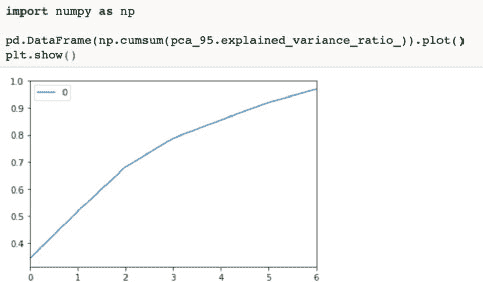 import numpy as np
pd.DataFrame(np.cumsum(pca_95.explained_variance_ratio_)).plot()
plt.show()
1.0
0
0.9
0.8
0.7
0.6
0.5
0.4
0 1 2 3 4 5 6